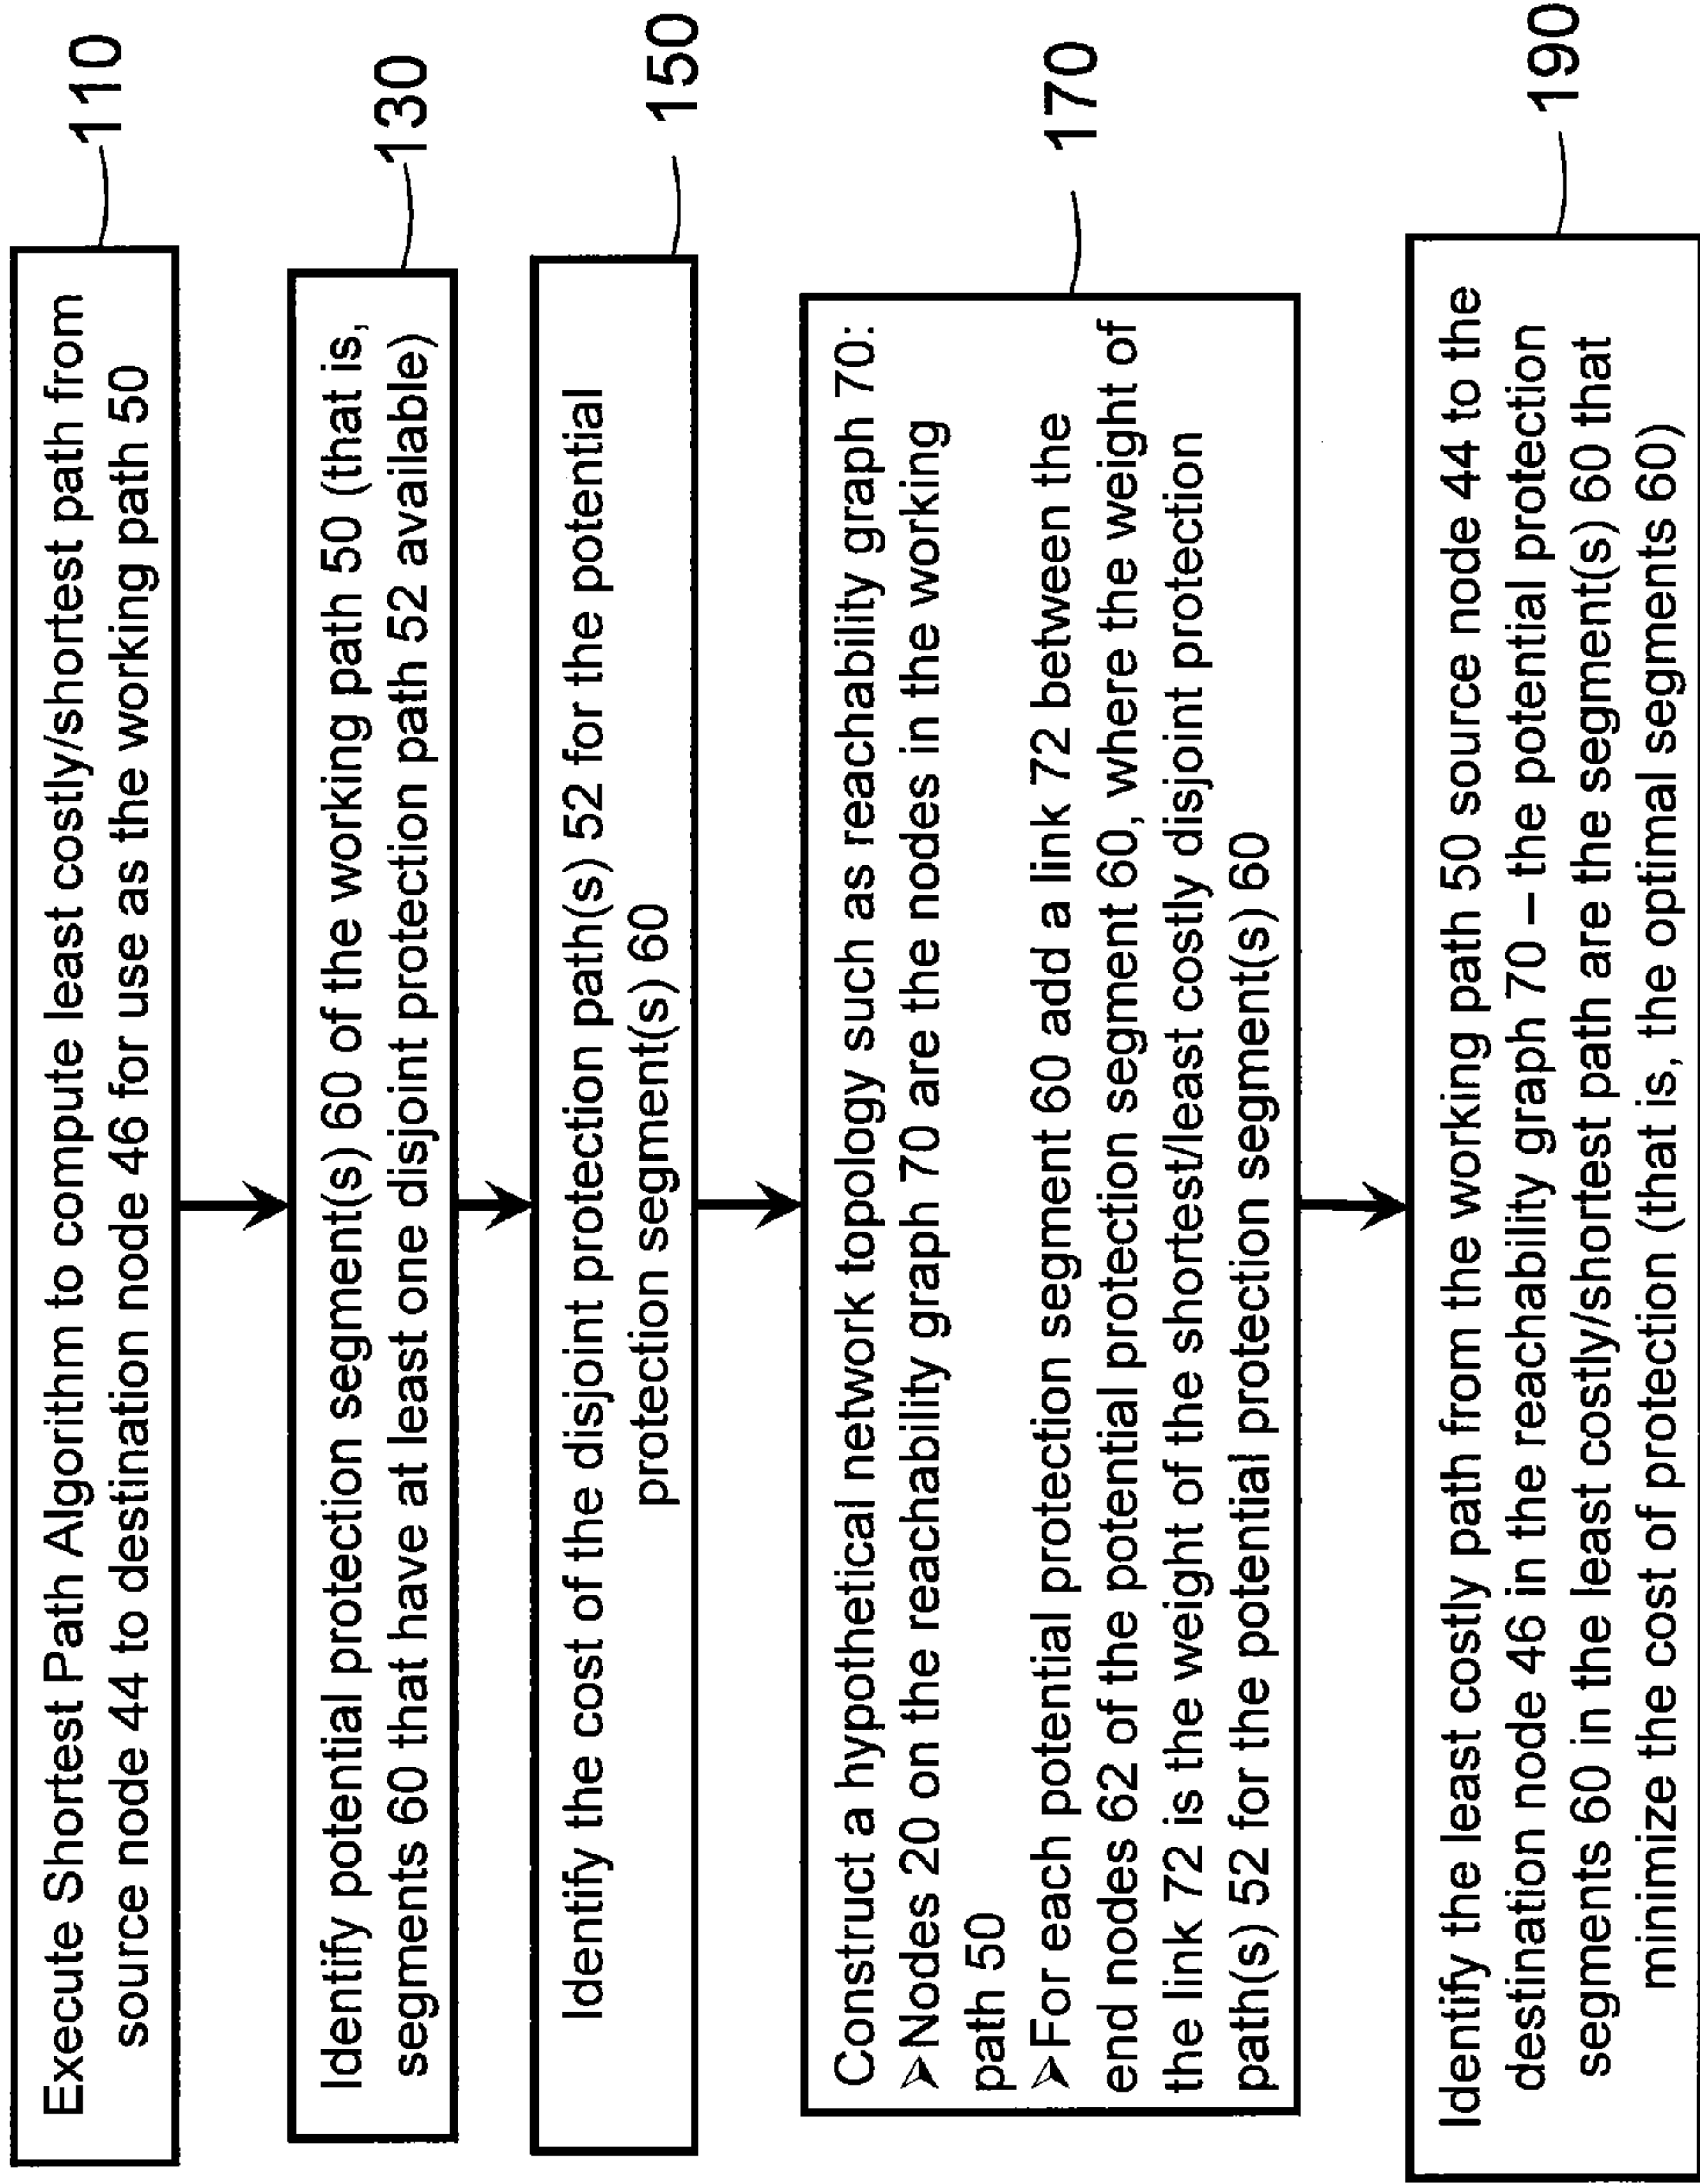 Execute Shortest Path Algorithm to compute least costly/shortest path from
source node 44 to destination node 46 for use as the working path 50
110
Identify potential protection segment(s) 60 of the working path 50 (that is,
segments 60 that have at least one disjoint protection path 52 available)
130
Identify the cost of the disjoint protection path(s) 52 for the potential
protection segment(s) 60
150
Construct a hypothetical network topology such as reachability graph 70:
➢Nodes 20 on the reachability graph 70 are the nodes in the working
path 50
➢For each potential protection segment 60 add a link 72 between the
end nodes 62 of the potential protection segment 60, where the weight of
the link 72 is the weight of the shortest/least costly disjoint protection
path(s) 52 for the potential protection segment(s) 60
170
Identify the least costly path from the working path 50 source node 44 to the
destination node 46 in the reachability graph 70 – the potential protection
segments 60 in the least costly/shortest path are the segment(s) 60 that
minimize the cost of protection (that is, the optimal segments 60)
190